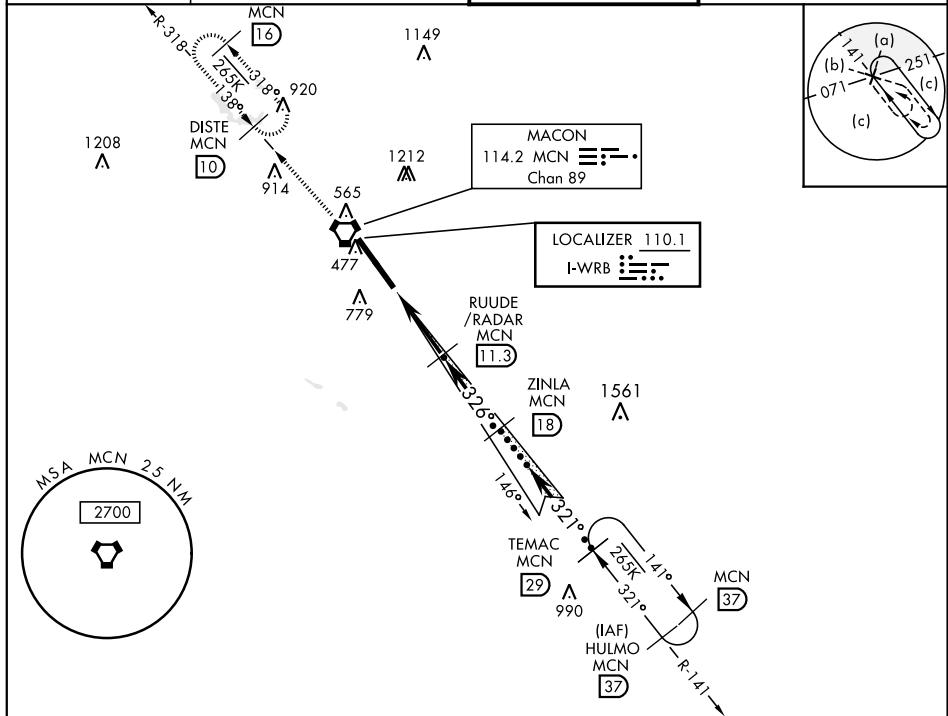 MCN
16
R-318
265K
318°
138°
1149
920
DISTE
MCN
10
1208
914
1212
565
477
779
MACON
114.2 MCN
Chan 89
LOCALIZER 110.1
I-WRB
RUUDE
/RADAR
MCN
11.3
ZINLA
MCN
18
1561
326°
146°
321°
TEMAC
MCN
29
990
265K
141°
321°
MCN
37
(IAF)
HULMO
MCN
37
R-141
MSA MCN 25 NM
2700
141
(a)
(b)
251
071
(c)
(c)